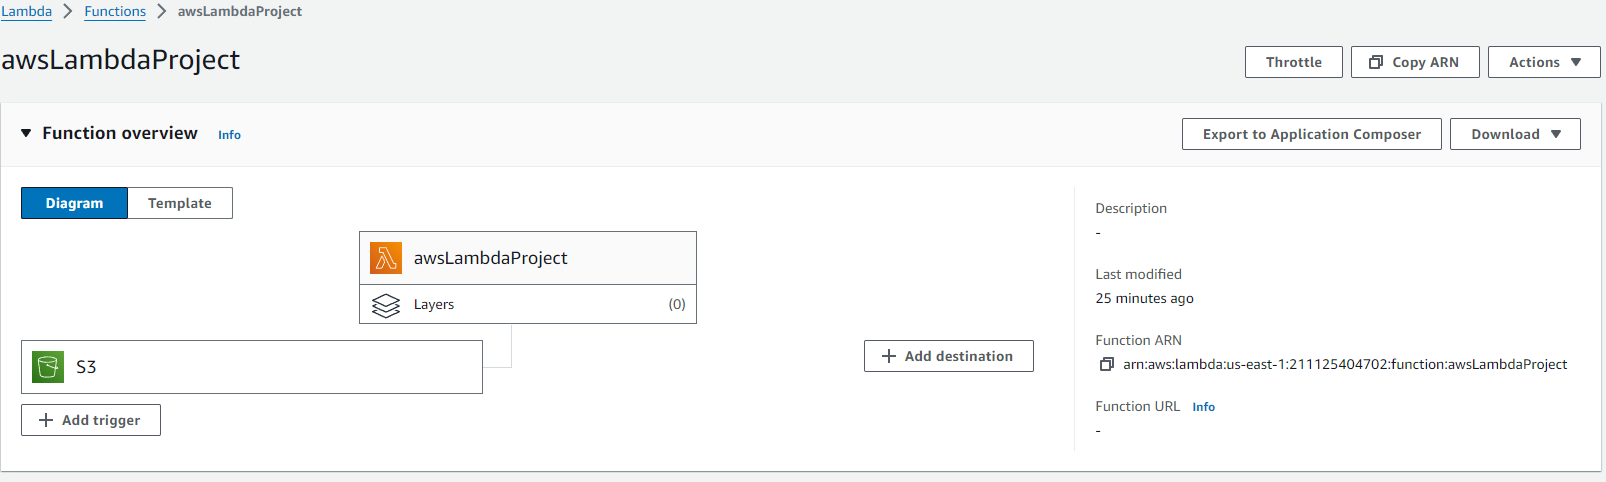 Lambda > Functions > awsLambdaProject
awsLambdaProject
Throttle
Copy ARN
Actions
Function overview Info
Export to Application Composer
Download
Diagram
Template
awsLambdaProject
Layers (0)
S3
+ Add trigger
+ Add destination
Description
-
Last modified
25 minutes ago
Function ARN
arn:aws:lambda:us-east-1:211125404702:function:awsLambdaProject
Function URL Info
-